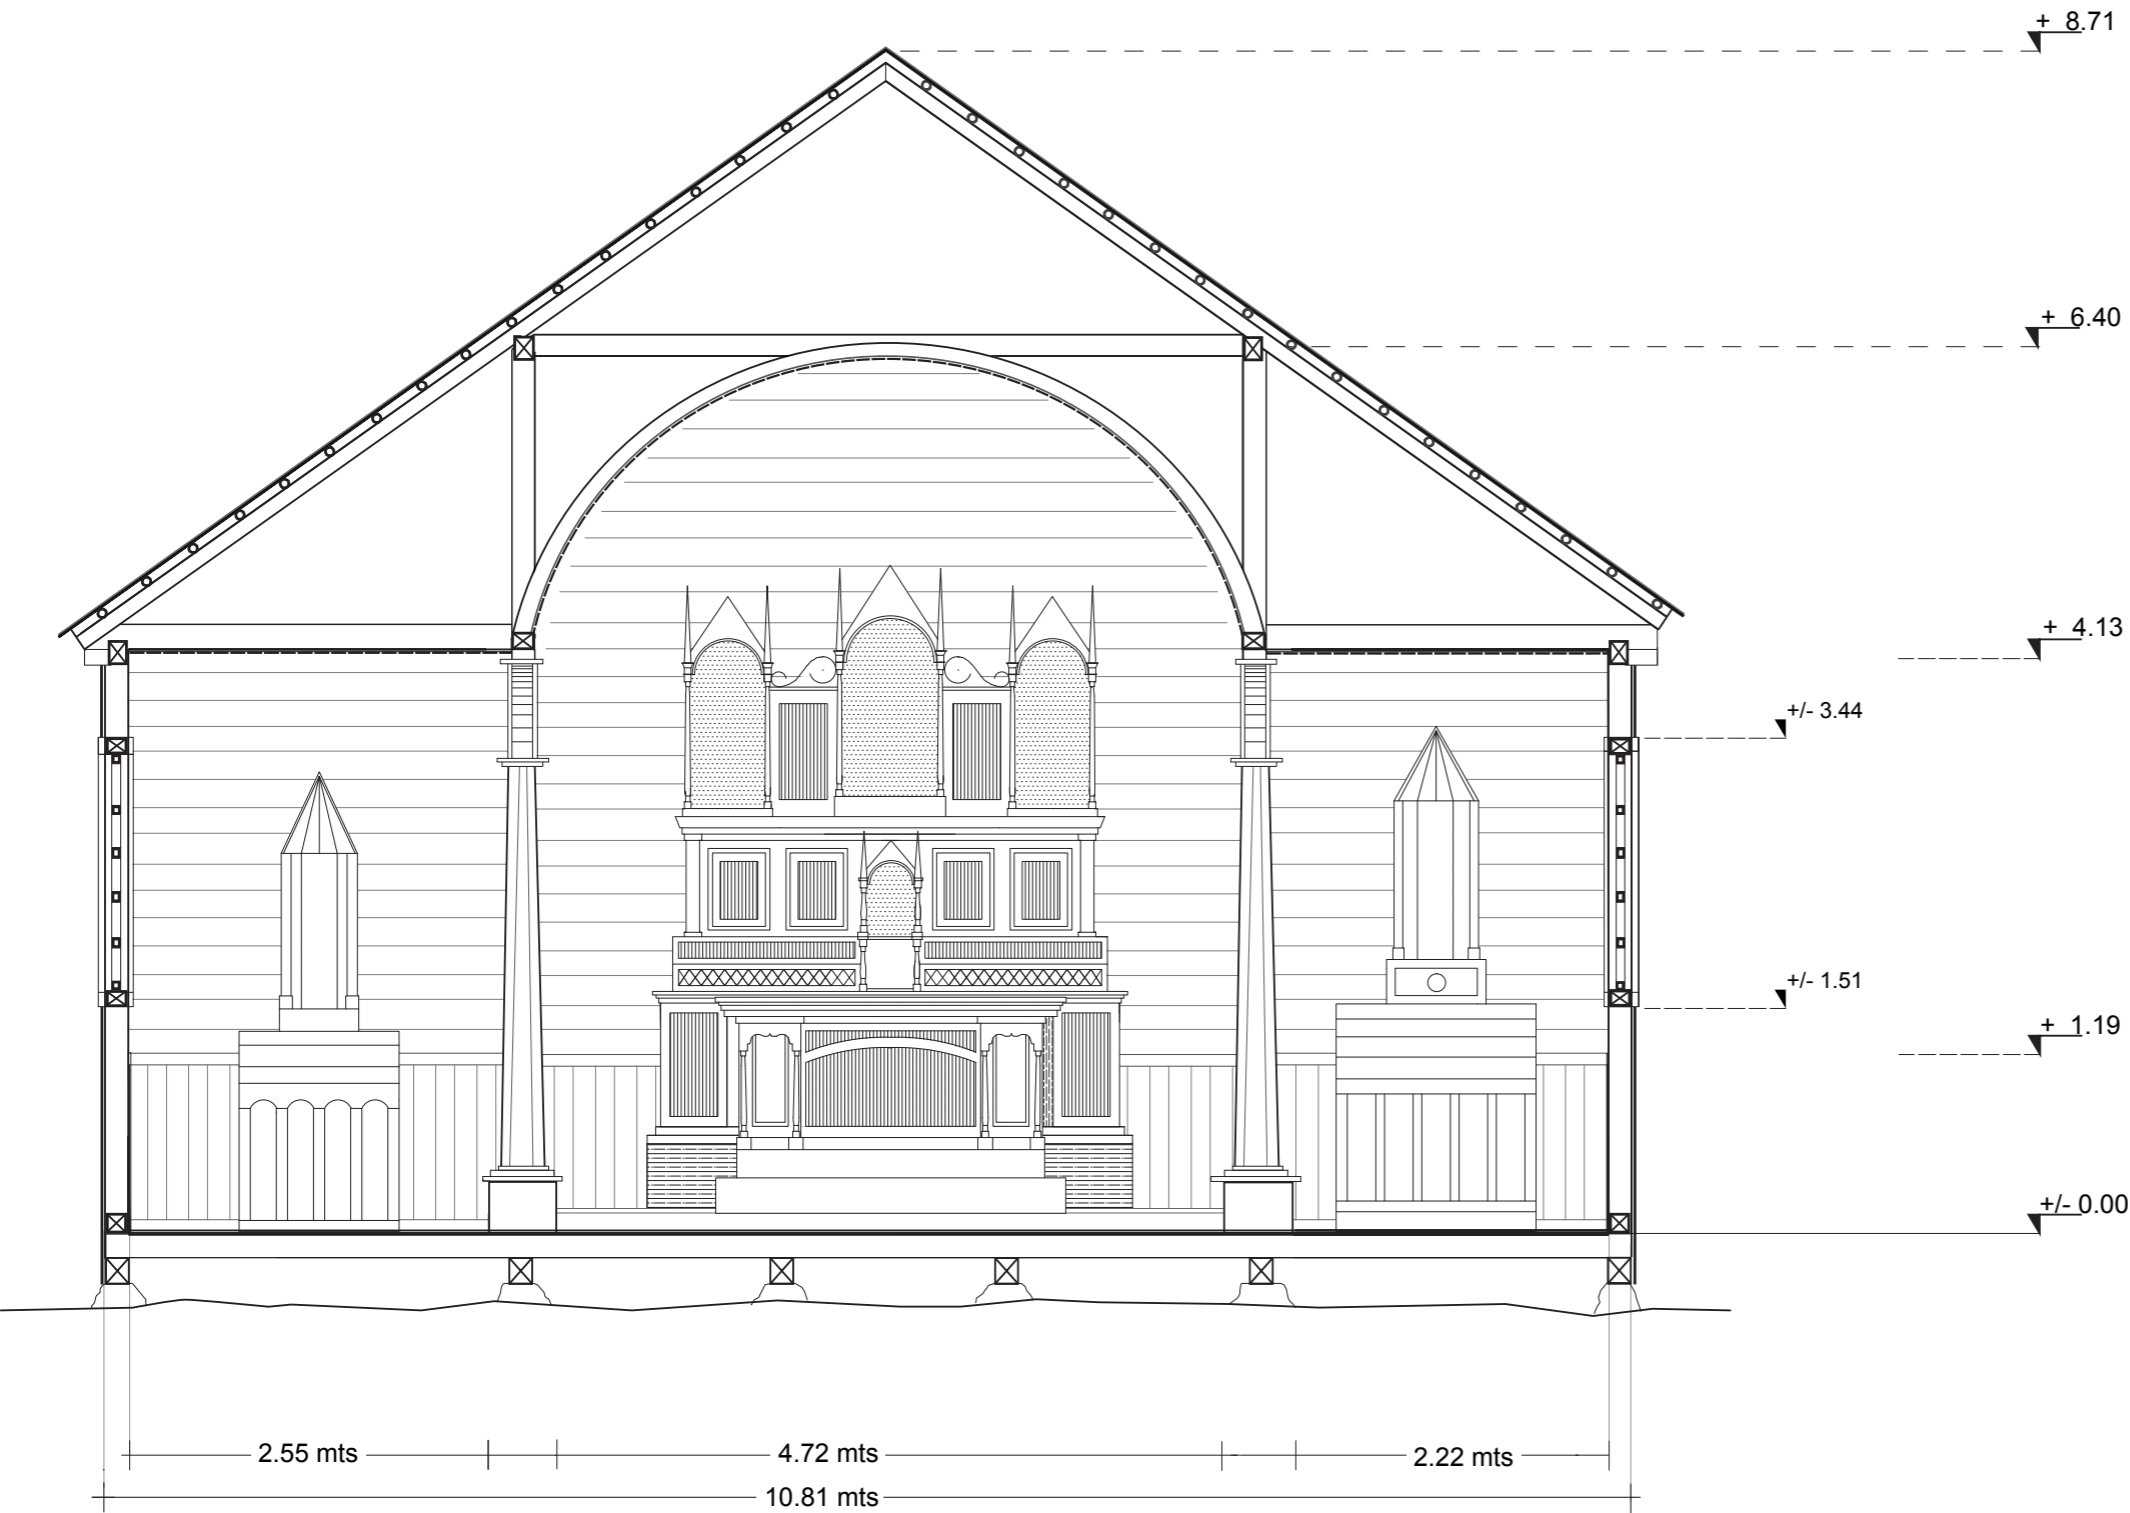 + 8.71
+ 6.40
+ 4.13
+/- 3.44
+/- 1.51
+ 1.19
+/- 0.00
2.55 mts
4.72 mts
2.22 mts
10.81 mts